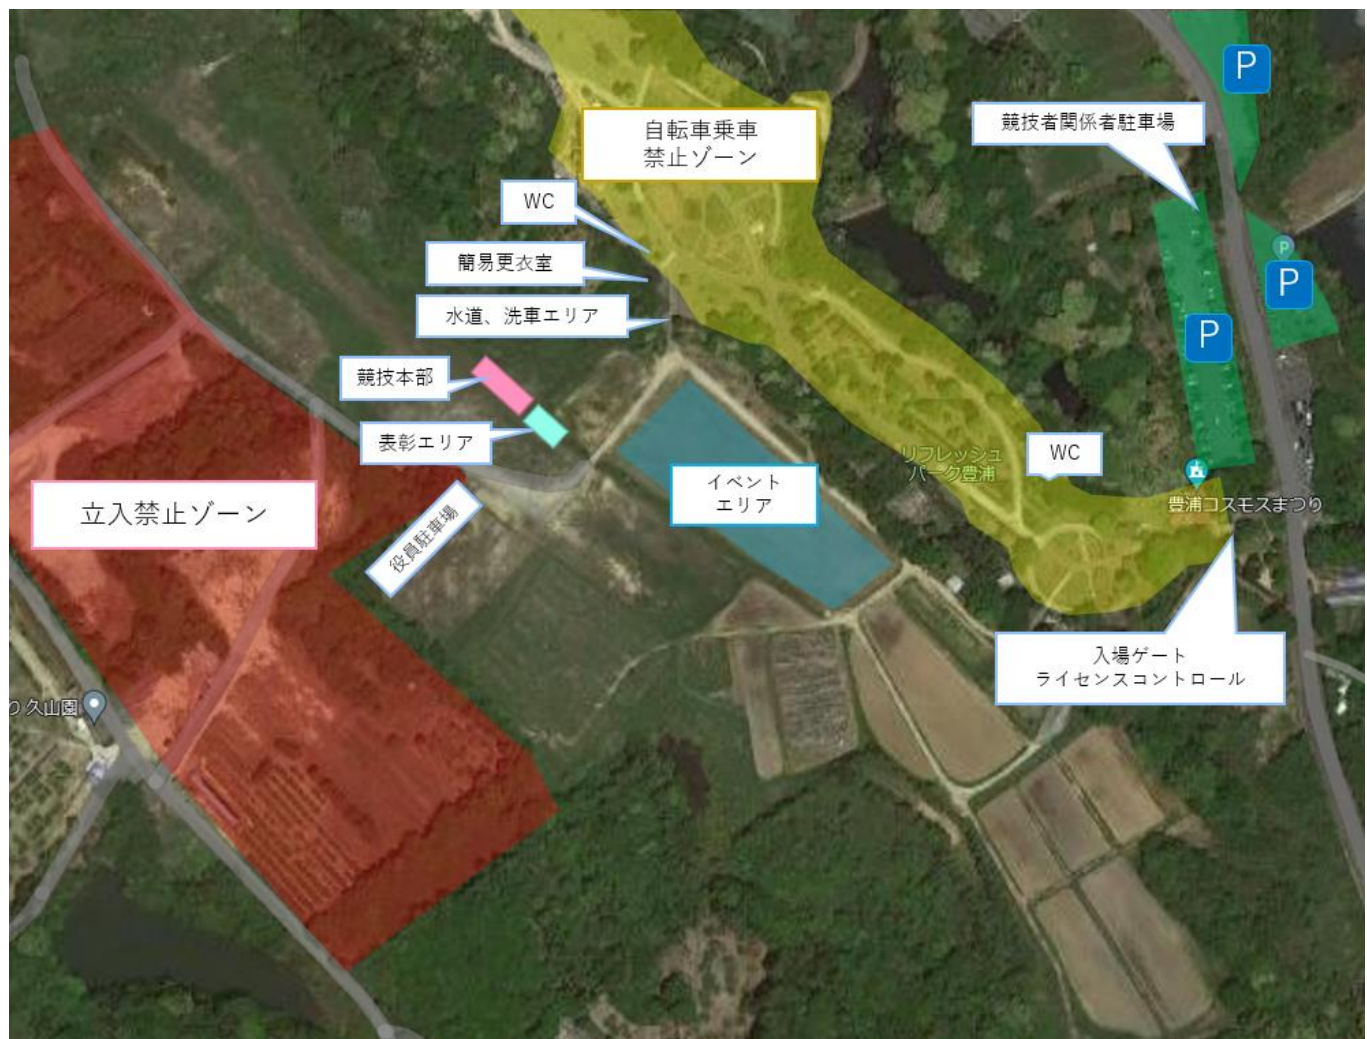 P
競技者関係者駐車場
自転車乗車
禁止ゾーン
WC
簡易更衣室
P
P
水道、洗車エリア
P
競技本部
表彰エリア
リフレッシュ
パーク豊浦
WC
イベント
エリア
豊浦コスモスまつり
立入禁止ゾーン
役員駐車場
入場ゲート
ライセンスコントロール
り 久山園